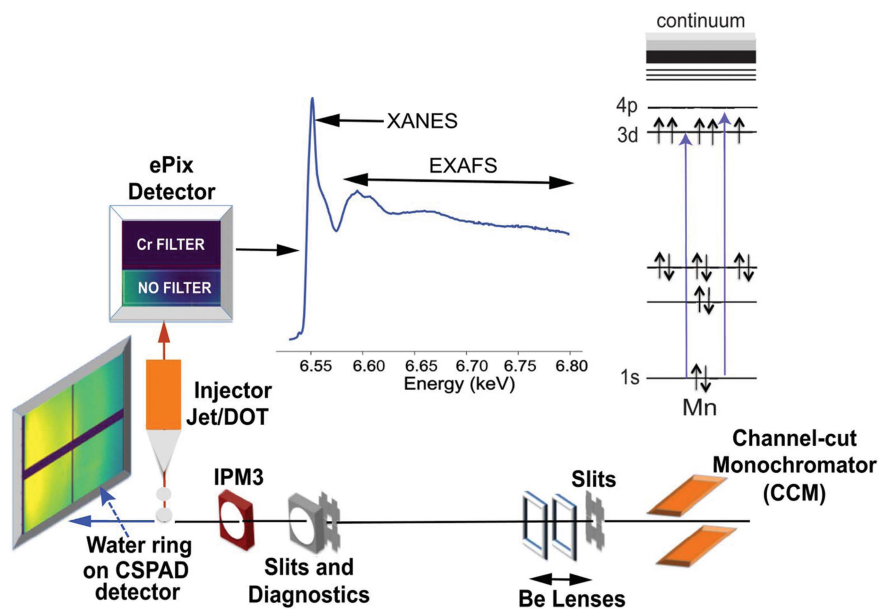 continuum
4p
3d
1s
Mn
XANES
EXAFS
6.55 6.60 6.65 6.70 6.75 6.80
Energy (keV)
ePix
Detector
Cr FILTER
NO FILTER
Injector
Jet/DOT
IPM3
Slits and
Diagnostics
Water ring
on CSPAD
detector
Slits
Be Lenses
Channel-cut
Monochromator
(CCM)